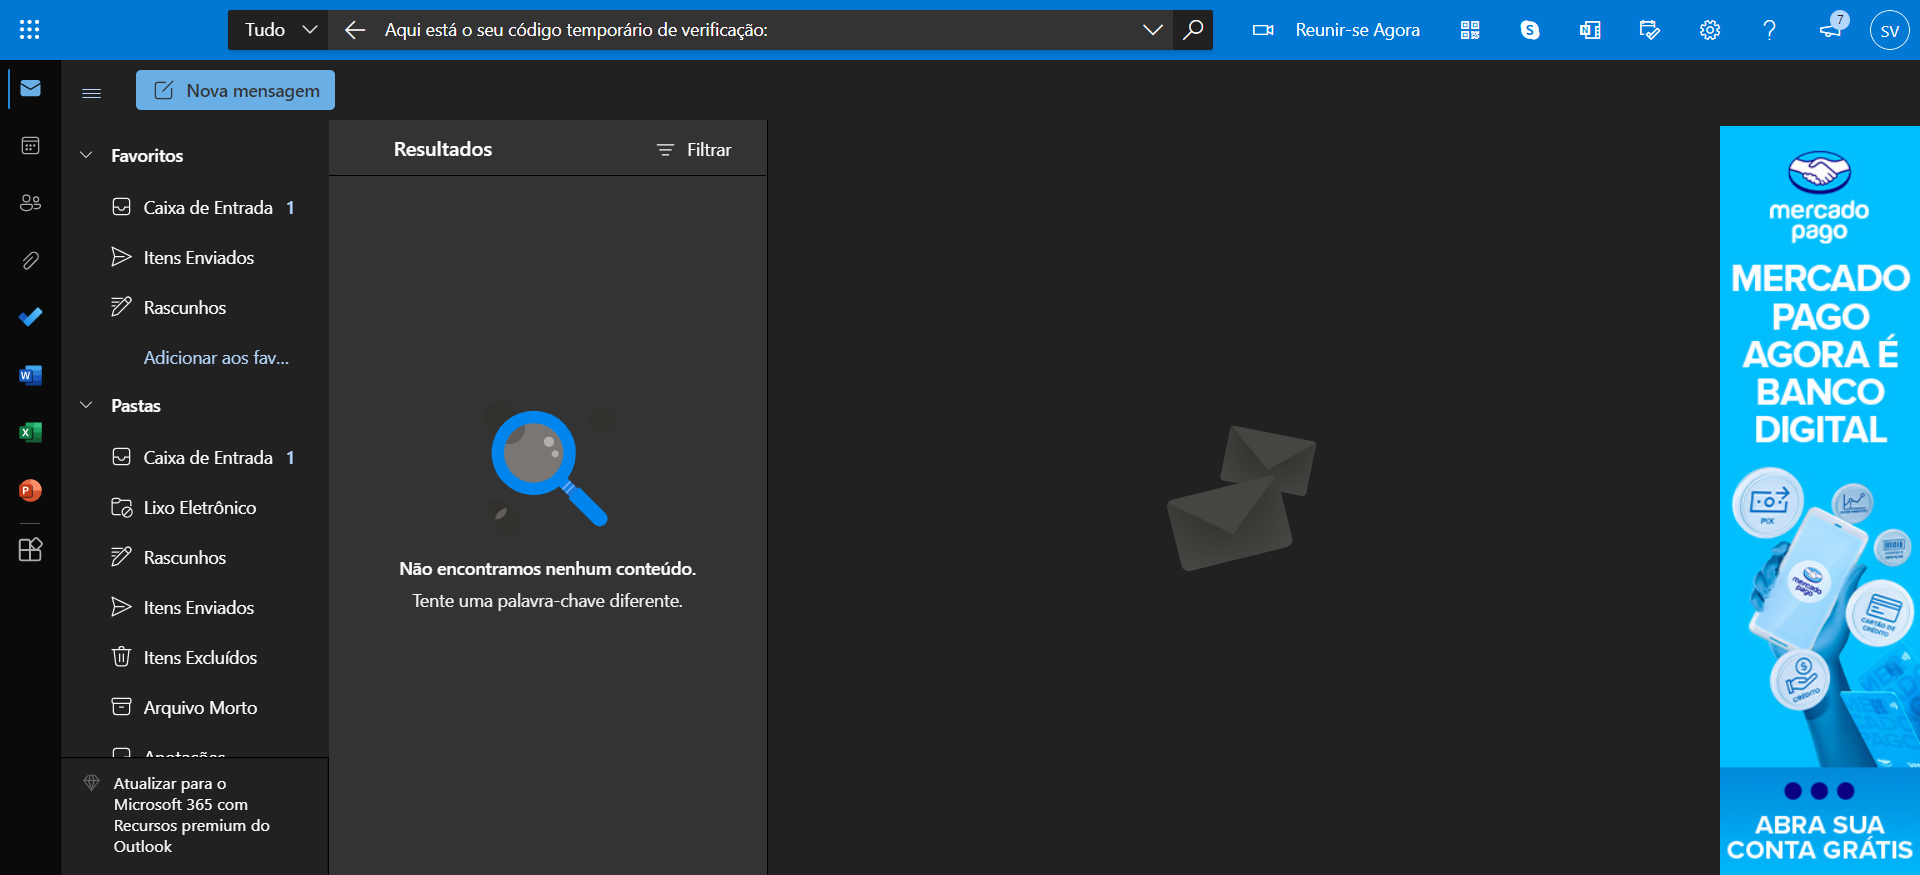 Tudo
Aqui está o seu código temporário de verificação:
Reunir-se Agora
7
SV
Nova mensagem
Favoritos
Caixa de Entrada 1
Itens Enviados
Rascunhos
Adicionar aos fav...
Pastas
Caixa de Entrada 1
Lixo Eletrônico
Rascunhos
Itens Enviados
Itens Excluídos
Arquivo Morto
Anotações
Atualizar para o
Microsoft 365 com
Recursos premium do
Outlook
Resultados
Filtrar
Não encontramos nenhum conteúdo.
Tente uma palavra-chave diferente.
mercado
pago
MERCADO
PAGO
AGORA É
BANCO
DIGITAL
PIX
mercado
pago
CARTÃO DE
CRÉDITO
CRÉDITO
ABRA SUA
CONTA GRÁTIS